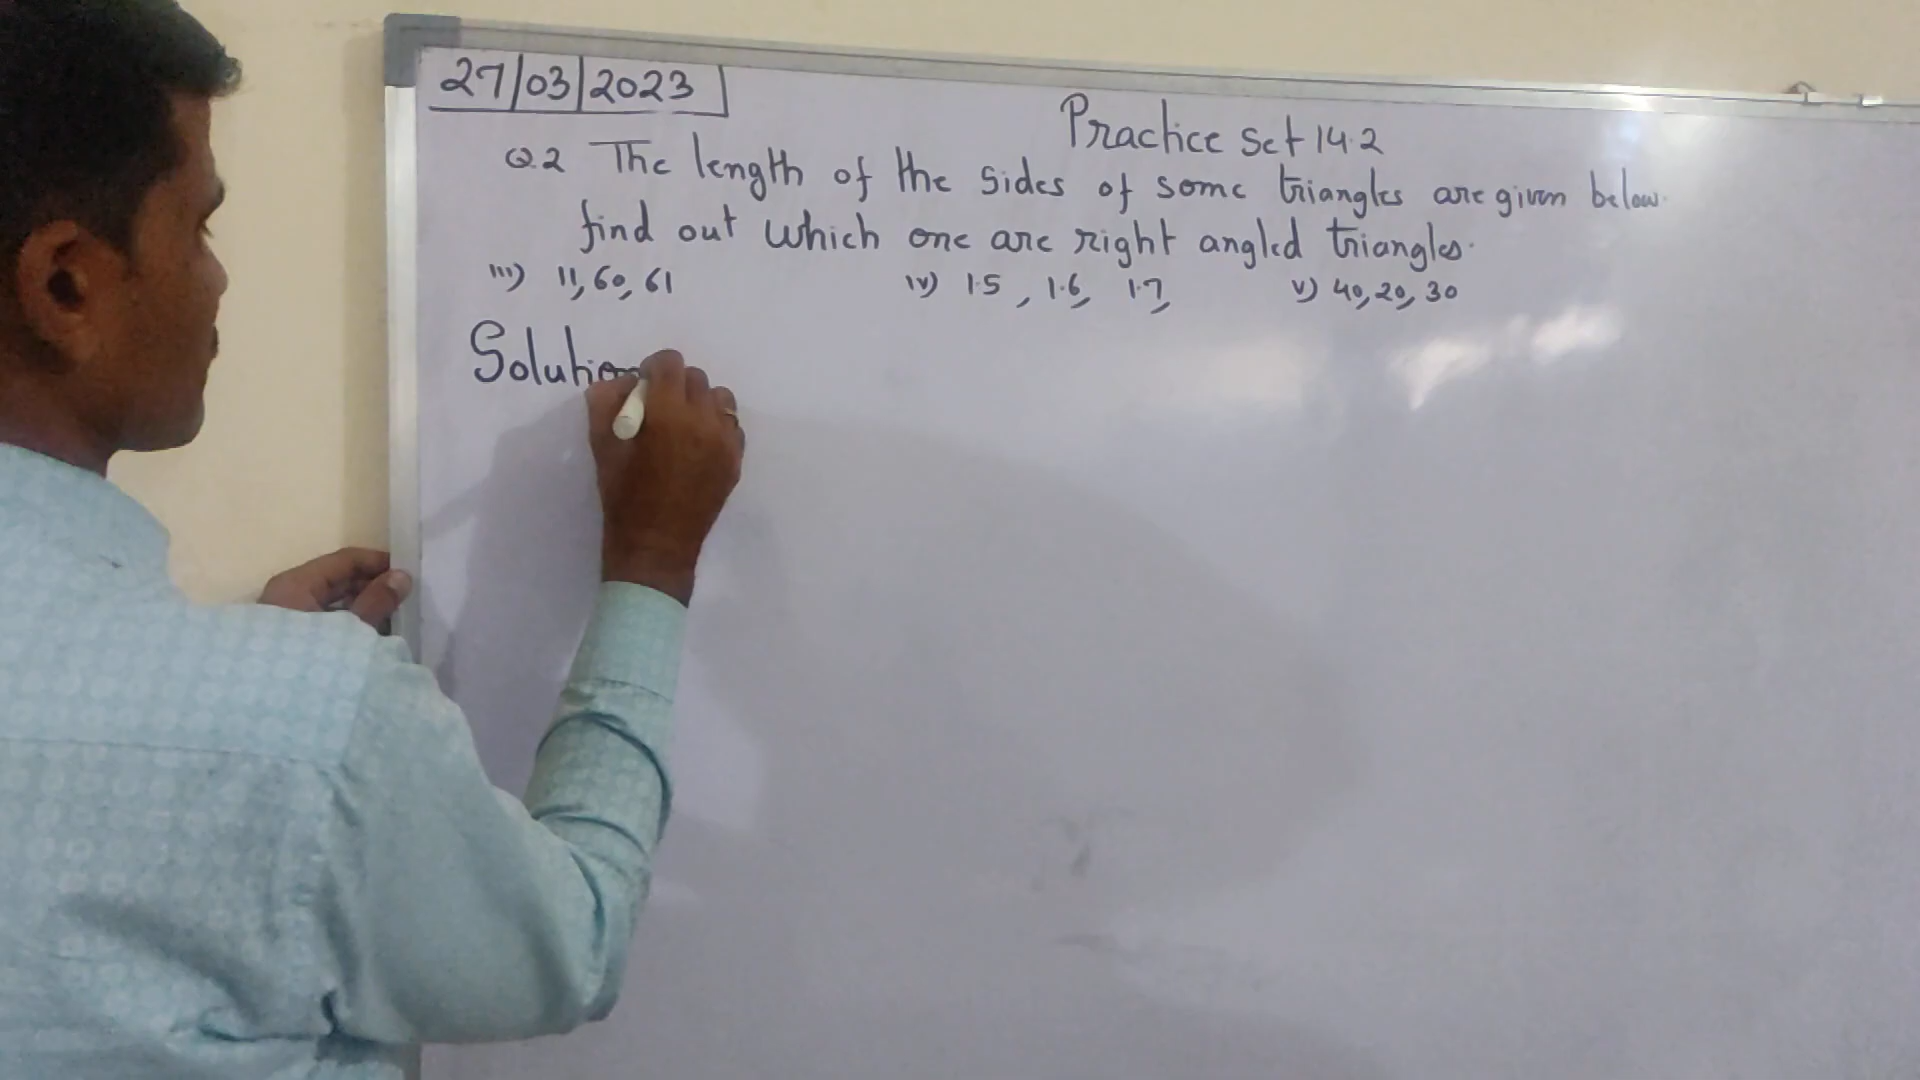 27/03/2023
Practice Set 14.2
Q.2 The length of the sides of some triangles are given below.
find out which one are right angled triangles.
iii) 11, 60, 61 iv) 1.5, 1.6, 1.7, v) 40, 20, 30
Solution